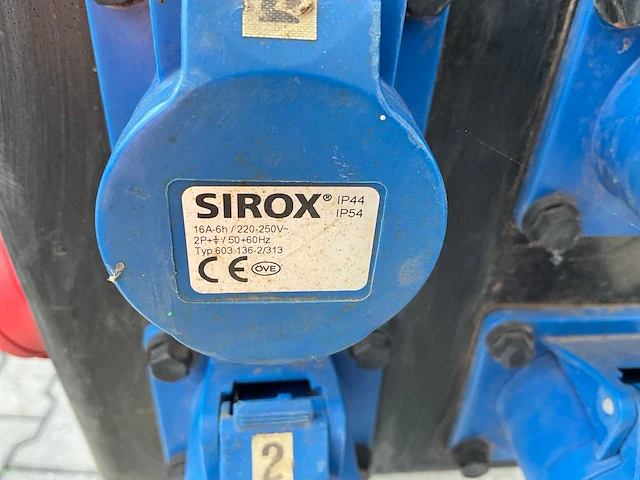 SIROX® IP44
IP54
16A-6h / 220-250V~
2P+⏚ / 50+60Hz
Typ 603.136-2/313
CE ÖVE
2